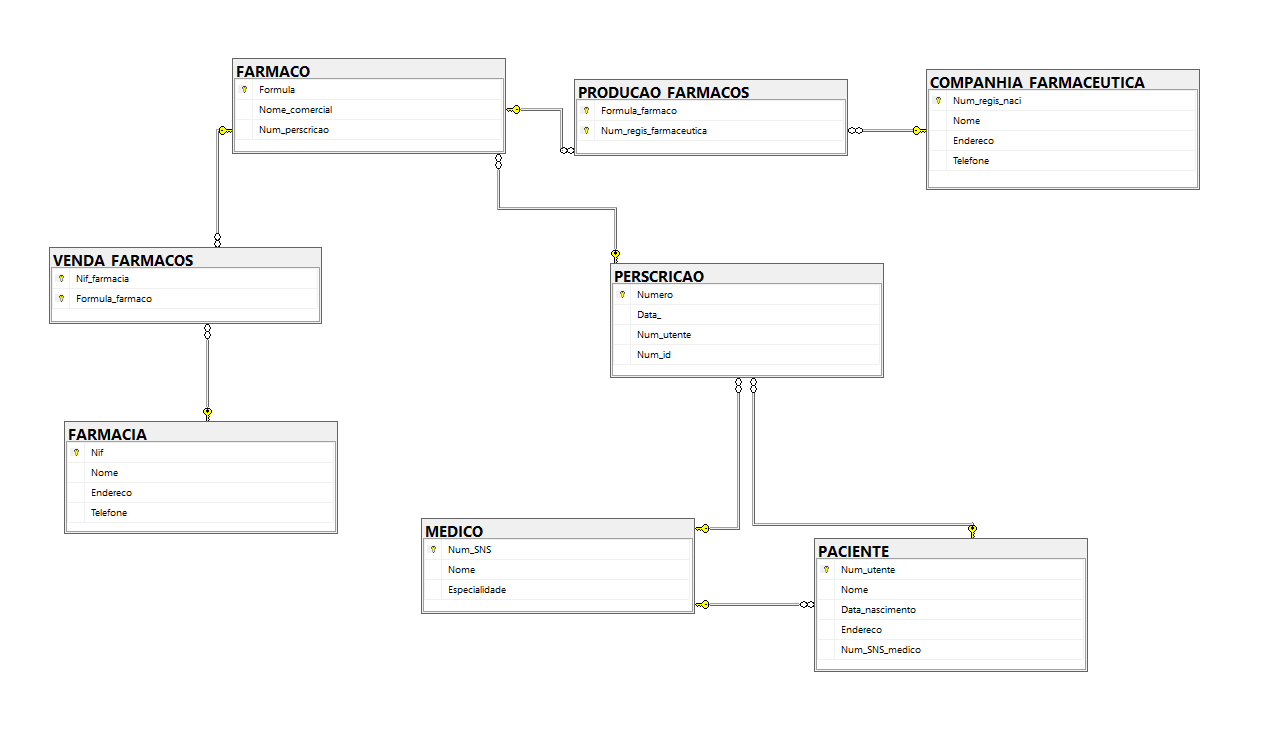 FARMACO
Formula
Nome_comercial
Num_perscricao
PRODUCAO_FARMACOS
Formula_farmaco
Num_regis_farmaceutica
COMPANHIA_FARMACEUTICA
Num_regis_naci
Nome
Endereco
Telefone
VENDA_FARMACOS
Nif_farmacia
Formula_farmaco
PERSCRICAO
Numero
Data_
Num_utente
Num_id
FARMACIA
Nif
Nome
Endereco
Telefone
MEDICO
Num_SNS
Nome
Especialidade
PACIENTE
Num_utente
Nome
Data_nascimento
Endereco
Num_SNS_medico